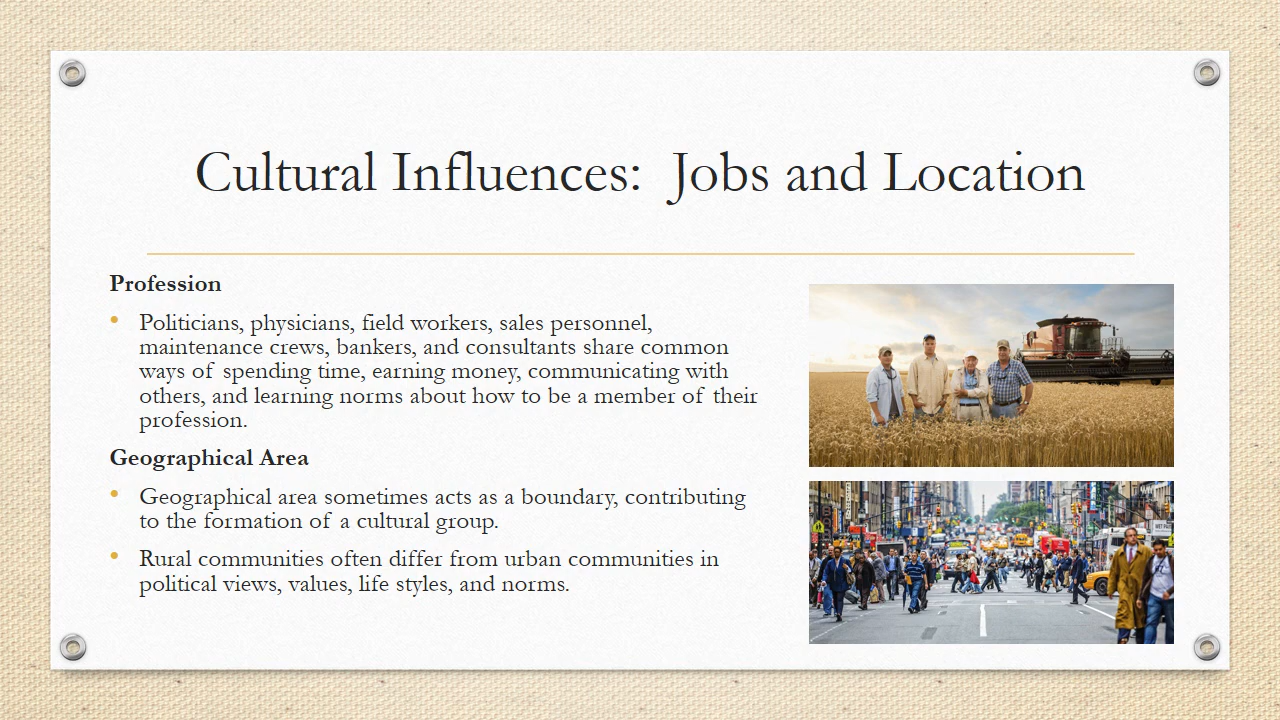 Cultural Influences:  Jobs and Location
Profession
• Politicians, physicians, field workers, sales personnel,
maintenance crews, bankers, and consultants share common
ways of spending time, earning money, communicating with
others, and learning norms about how to be a member of their
profession.
Geographical Area
• Geographical area sometimes acts as a boundary, contributing
to the formation of a cultural group.
• Rural communities often differ from urban communities in
political views, values, life styles, and norms.